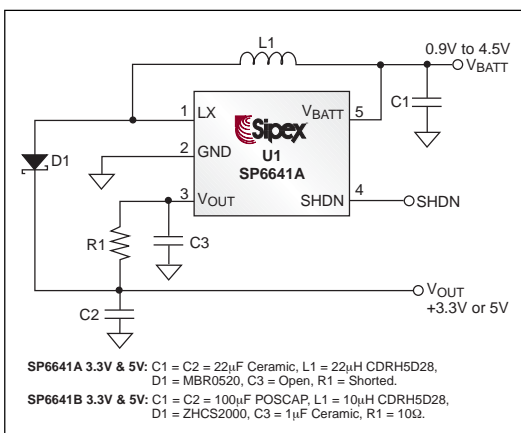 L1
0.9V to 4.5V
VBATT
C1
1 LX
VBATT 5
Sipex
D1
2 GND
U1
SP6641A
3 VOUT
SHDN 4
SHDN
R1
C3
VOUT
+3.3V or 5V
C2
SP6641A 3.3V & 5V: C1 = C2 = 22μF Ceramic, L1 = 22μH CDRH5D28,
D1 = MBR0520, C3 = Open, R1 = Shorted.
SP6641B 3.3V & 5V: C1 = C2 = 100μF POSCAP, L1 = 10μH CDRH5D28,
D1 = ZHCS2000, C3 = 1μF Ceramic, R1 = 10Ω.